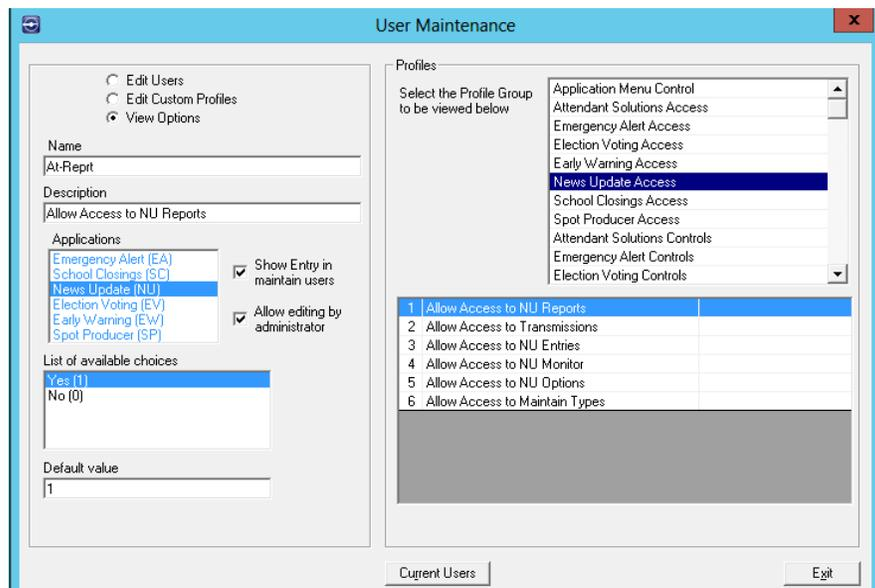 User Maintenance
x
Edit Users
Edit Custom Profiles
View Options
Name
At-Reprt
Description
Allow Access to NU Reports
Applications
Emergency Alert (EA)
School Closings (SC)
News Update (NU)
Election Voting (EV)
Early Warning (EW)
Spot Producer (SP)
Show Entry in
maintain users
Allow editing by
administrator
List of available choices
Yes (1)
No (0)
Default value
1
Profiles
Select the Profile Group
to be viewed below
Application Menu Control
Attendant Solutions Access
Emergency Alert Access
Election Voting Access
Early Warning Access
News Update Access
School Closings Access
Spot Producer Access
Attendant Solutions Controls
Emergency Alert Controls
Election Voting Controls
1 Allow Access to NU Reports
2 Allow Access to Transmissions
3 Allow Access to NU Entries
4 Allow Access to NU Monitor
5 Allow Access to NU Options
6 Allow Access to Maintain Types
Current Users
Exit